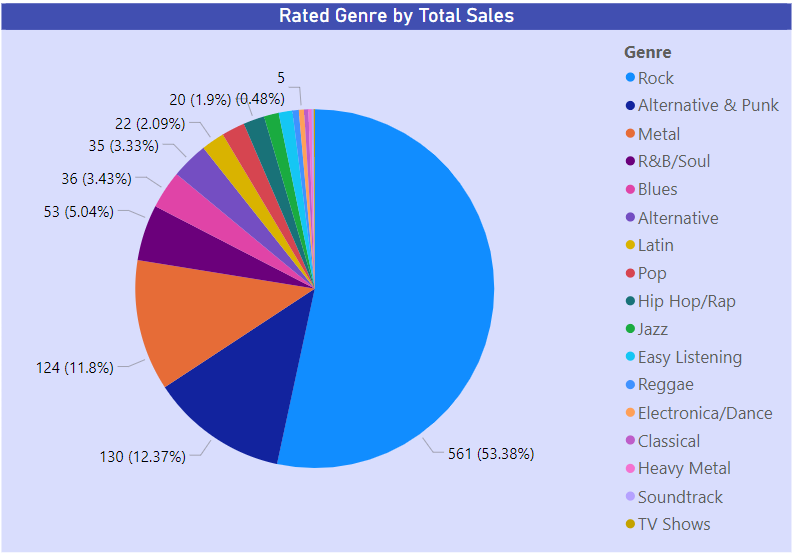 Rated Genre by Total Sales
5
20 (1.9%)
(0.48%)
22 (2.09%)
35 (3.33%)
36 (3.43%)
53 (5.04%)
124 (11.8%)
130 (12.37%)
561 (53.38%)
Genre
Rock
Alternative & Punk
Metal
R&B/Soul
Blues
Alternative
Latin
Pop
Hip Hop/Rap
Jazz
Easy Listening
Reggae
Electronica/Dance
Classical
Heavy Metal
Soundtrack
TV Shows